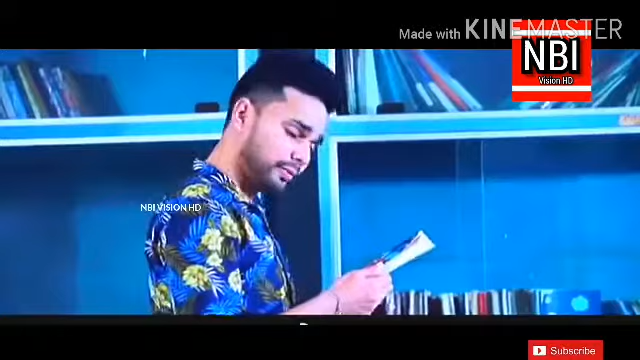 Made with KINEMASTER
NBI
Vision HD
NBI VISION HD
Subscribe